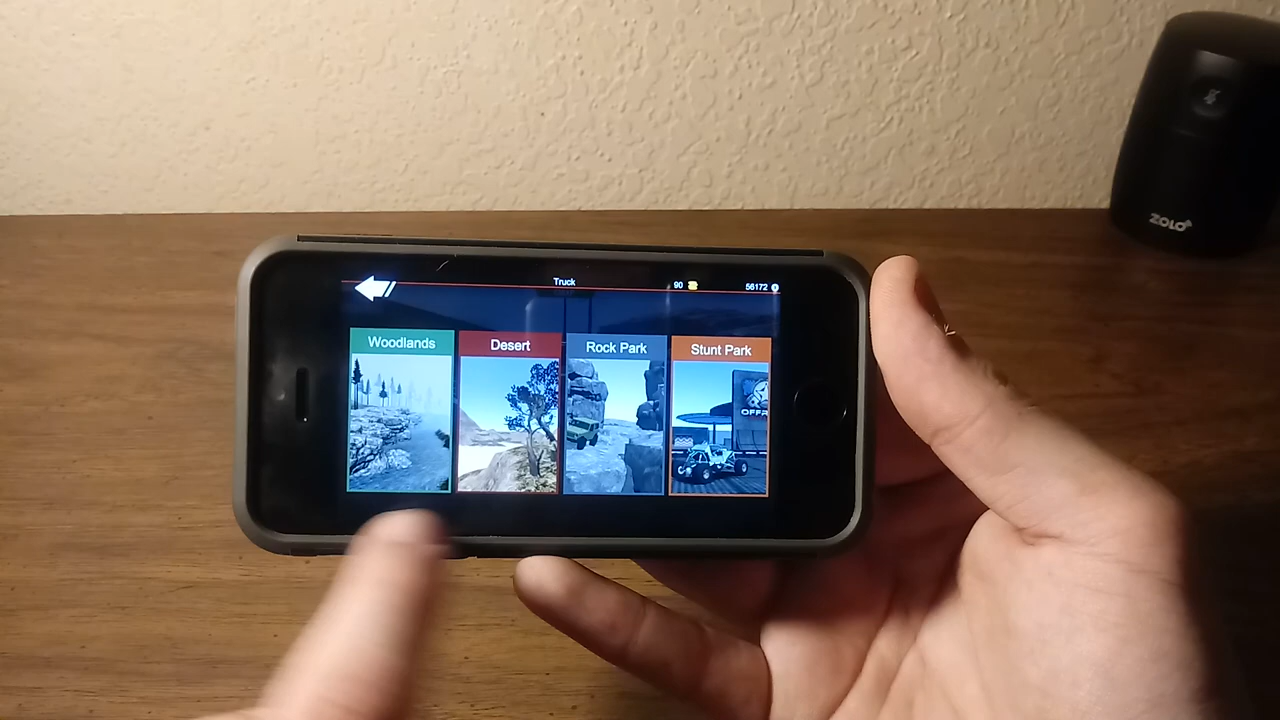 Truck
90
56172
Woodlands
Desert
Rock Park
Stunt Park
OFFR
ZOLO